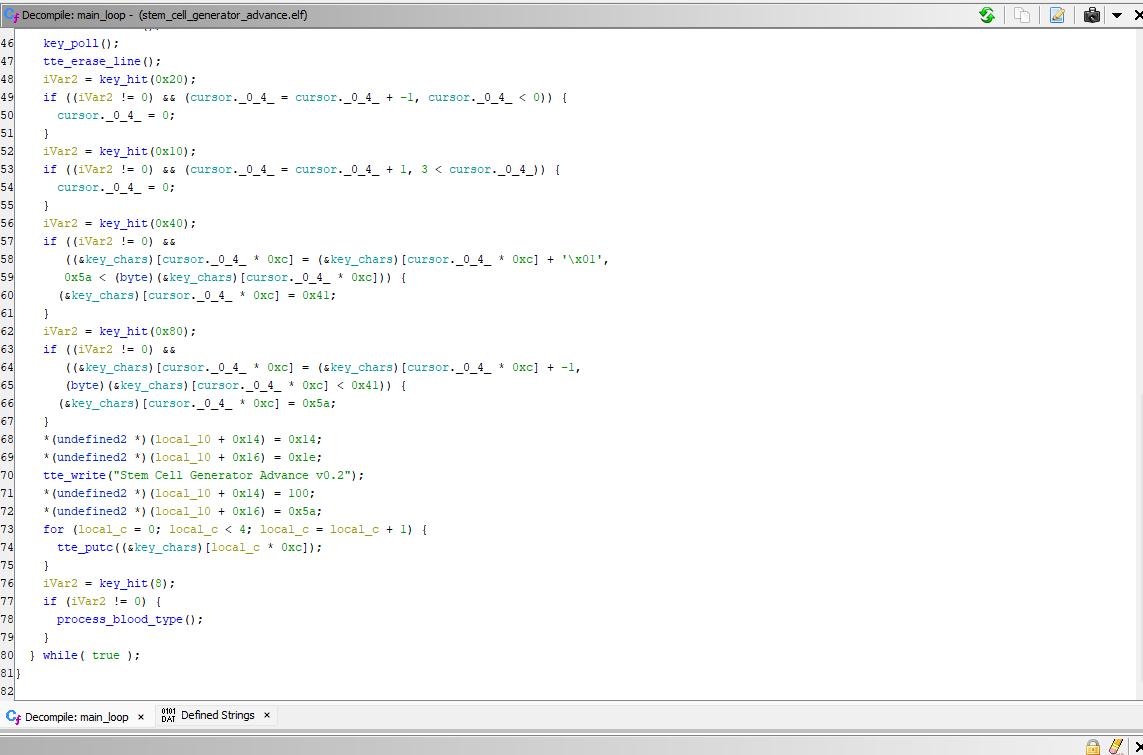 Decompile: main_loop - (stem_cell_generator_advance.elf)
46 key_poll();
47 tte_erase_line();
48 iVar2 = key_hit(0x20);
49 if ((iVar2 != 0) && (cursor._0_4_ = cursor._0_4_ + -1, cursor._0_4_ < 0)) {
50 cursor._0_4_ = 0;
51 }
52 iVar2 = key_hit(0x10);
53 if ((iVar2 != 0) && (cursor._0_4_ = cursor._0_4_ + 1, 3 < cursor._0_4_)) {
54 cursor._0_4_ = 0;
55 }
56 iVar2 = key_hit(0x40);
57 if ((iVar2 != 0) &&
58 ((&key_chars)[cursor._0_4_ * 0xc] = (&key_chars)[cursor._0_4_ * 0xc] + '\x01',
59 0x5a < (byte)(&key_chars)[cursor._0_4_ * 0xc])) {
60 (&key_chars)[cursor._0_4_ * 0xc] = 0x41;
61 }
62 iVar2 = key_hit(0x80);
63 if ((iVar2 != 0) &&
64 ((&key_chars)[cursor._0_4_ * 0xc] = (&key_chars)[cursor._0_4_ * 0xc] + -1,
65 (byte)(&key_chars)[cursor._0_4_ * 0xc] < 0x41)) {
66 (&key_chars)[cursor._0_4_ * 0xc] = 0x5a;
67 }
68 *(undefined2 *)(local_10 + 0x14) = 0x14;
69 *(undefined2 *)(local_10 + 0x16) = 0x1e;
70 tte_write("Stem Cell Generator Advance v0.2");
71 *(undefined2 *)(local_10 + 0x14) = 100;
72 *(undefined2 *)(local_10 + 0x16) = 0x5a;
73 for (local_c = 0; local_c < 4; local_c = local_c + 1) {
74 tte_putc((&key_chars)[local_c * 0xc]);
75 }
76 iVar2 = key_hit(8);
77 if (iVar2 != 0) {
78 process_blood_type();
79 }
80 } while( true );
81 }
82
Decompile: main_loop × 0101 DAT Defined Strings ×